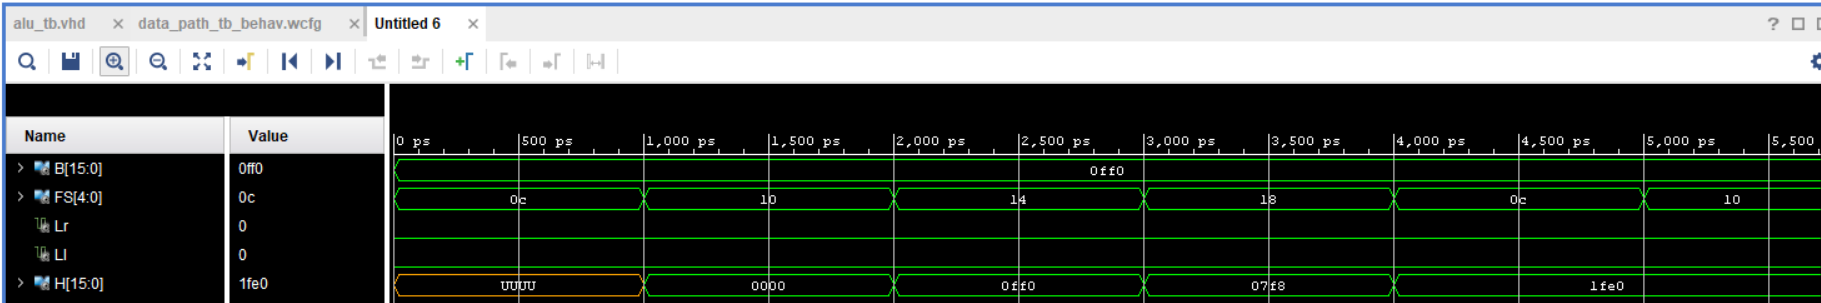 alu_tb.vhd × data_path_tb_behav.wcfg × Untitled 6 × ?
Name Value 0 ps 500 ps 1,000 ps 1,500 ps 2,000 ps 2,500 ps 3,000 ps 3,500 ps 4,000 ps 4,500 ps 5,000 ps 5,500
B[15:0] 0ff0 0ff0
FS[4:0] 0c 0c 10 14 18 0c 10
Lr 0
Ll 0
H[15:0] 1fe0 UUUU 0000 0ff0 07f8 1fe0